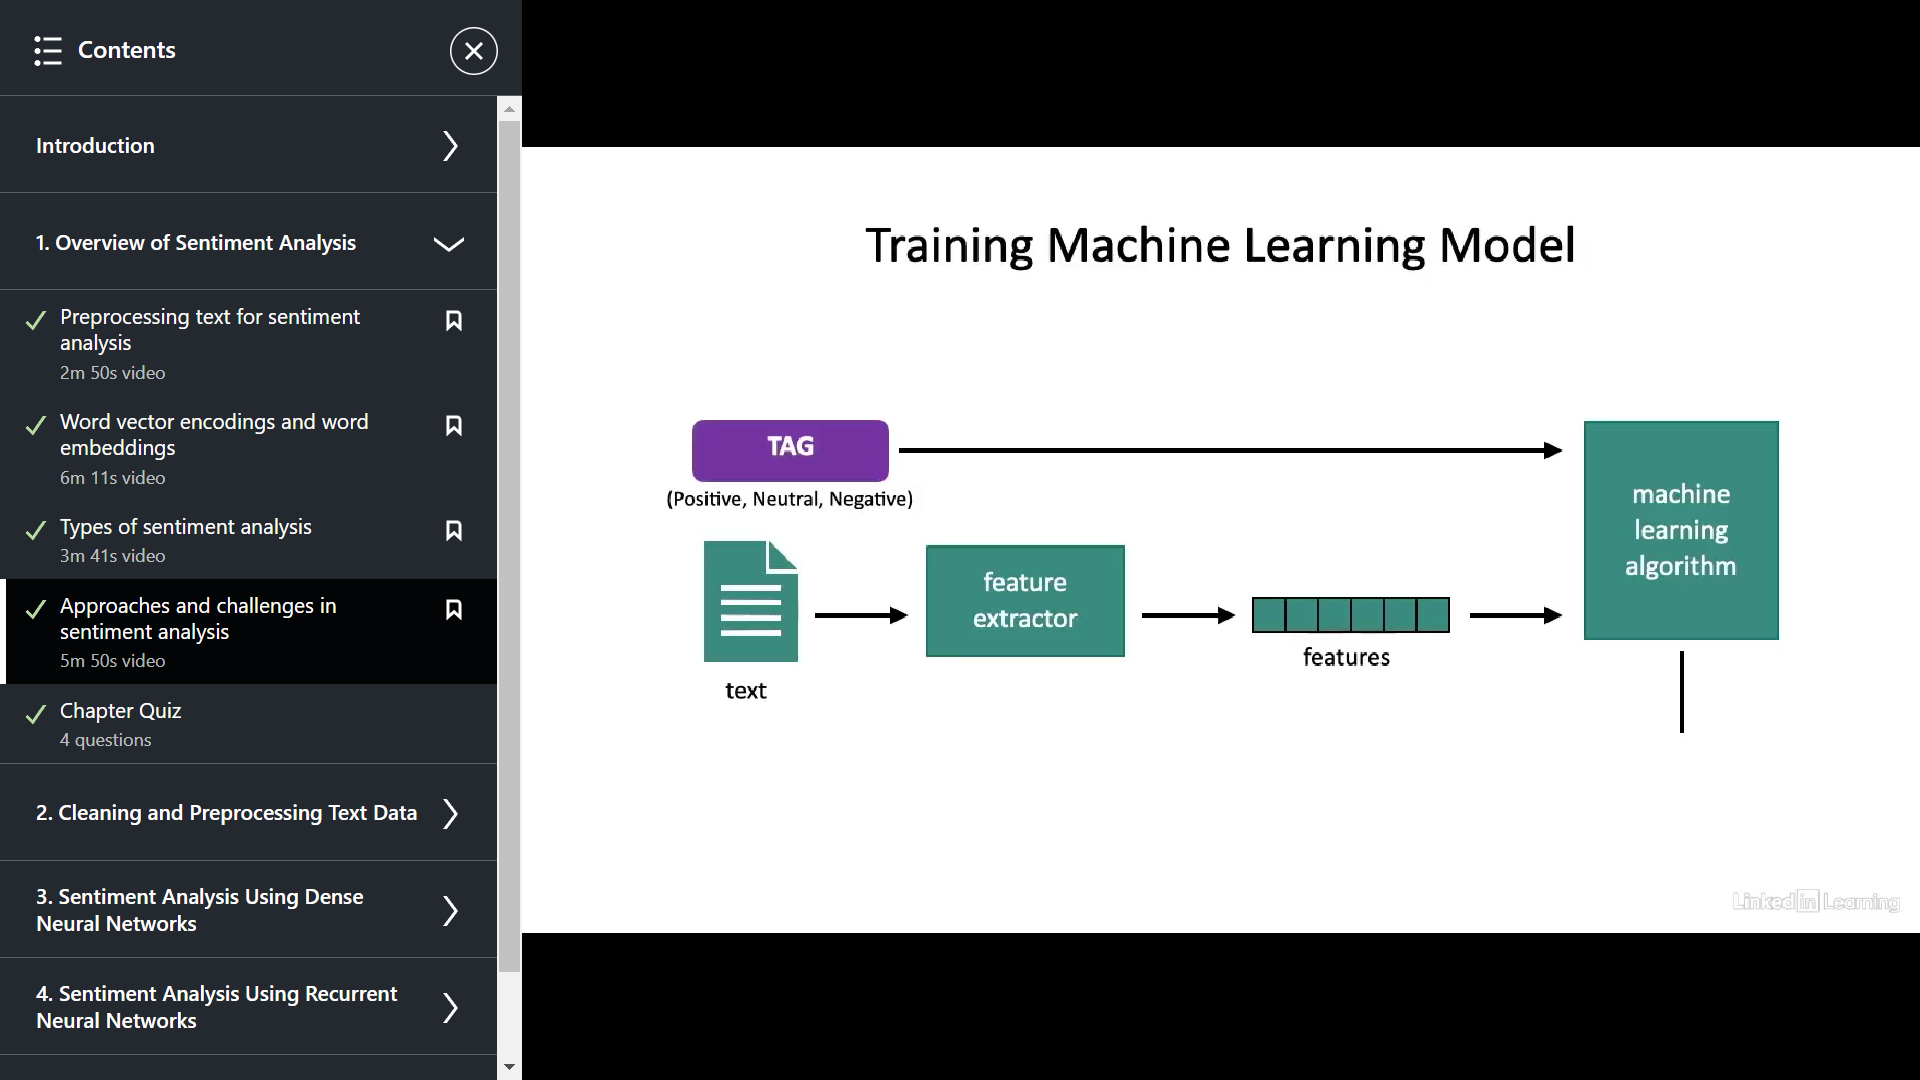 Contents
Introduction
1. Overview of Sentiment Analysis
Preprocessing text for sentiment
analysis
2m 50s video
Word vector encodings and word
embeddings
6m 11s video
Types of sentiment analysis
3m 41s video
Approaches and challenges in
sentiment analysis
5m 50s video
Chapter Quiz
4 questions
2. Cleaning and Preprocessing Text Data
3. Sentiment Analysis Using Dense
Neural Networks
4. Sentiment Analysis Using Recurrent
Neural Networks
Training Machine Learning Model
TAG
(Positive, Neutral, Negative)
text
feature
extractor
features
machine
learning
algorithm
Linked in Learning